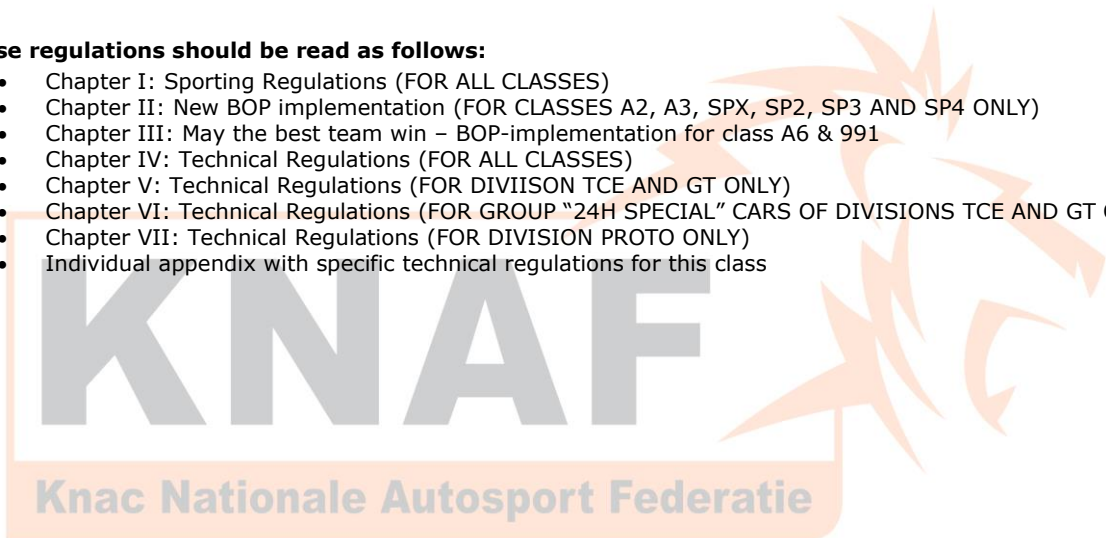 se regulations should be read as follows:
• Chapter I: Sporting Regulations (FOR ALL CLASSES)
• Chapter II: New BOP implementation (FOR CLASSES A2, A3, SPX, SP2, SP3 AND SP4 ONLY)
• Chapter III: May the best team win – BOP-implementation for class A6 & 991
• Chapter IV: Technical Regulations (FOR ALL CLASSES)
• Chapter V: Technical Regulations (FOR DIVIISON TCE AND GT ONLY)
• Chapter VI: Technical Regulations (FOR GROUP “24H SPECIAL” CARS OF DIVISIONS TCE AND GT
• Chapter VII: Technical Regulations (FOR DIVISION PROTO ONLY)
• Individual appendix with specific technical regulations for this class
KNAF
Knac Nationale Autosport Federatie